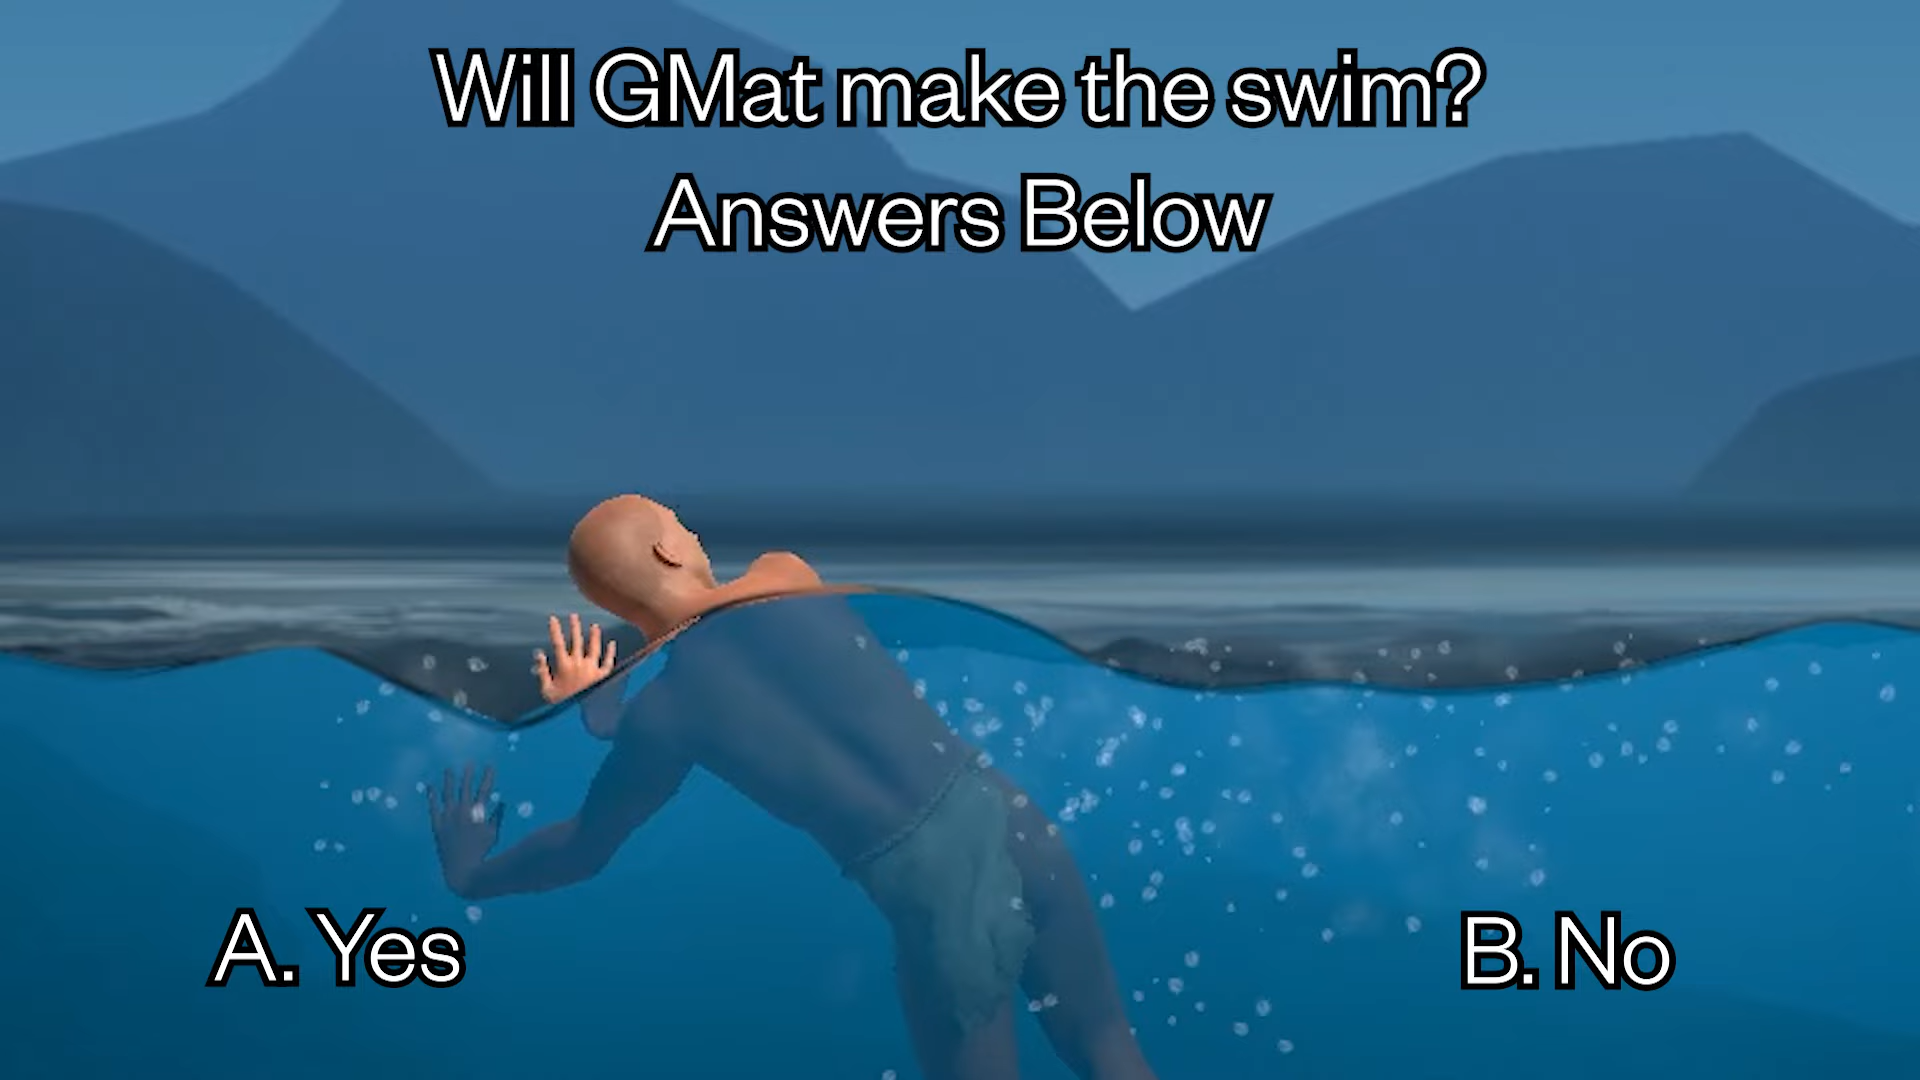 Will GMat make the swim?
Answers Below
A. Yes
B. No